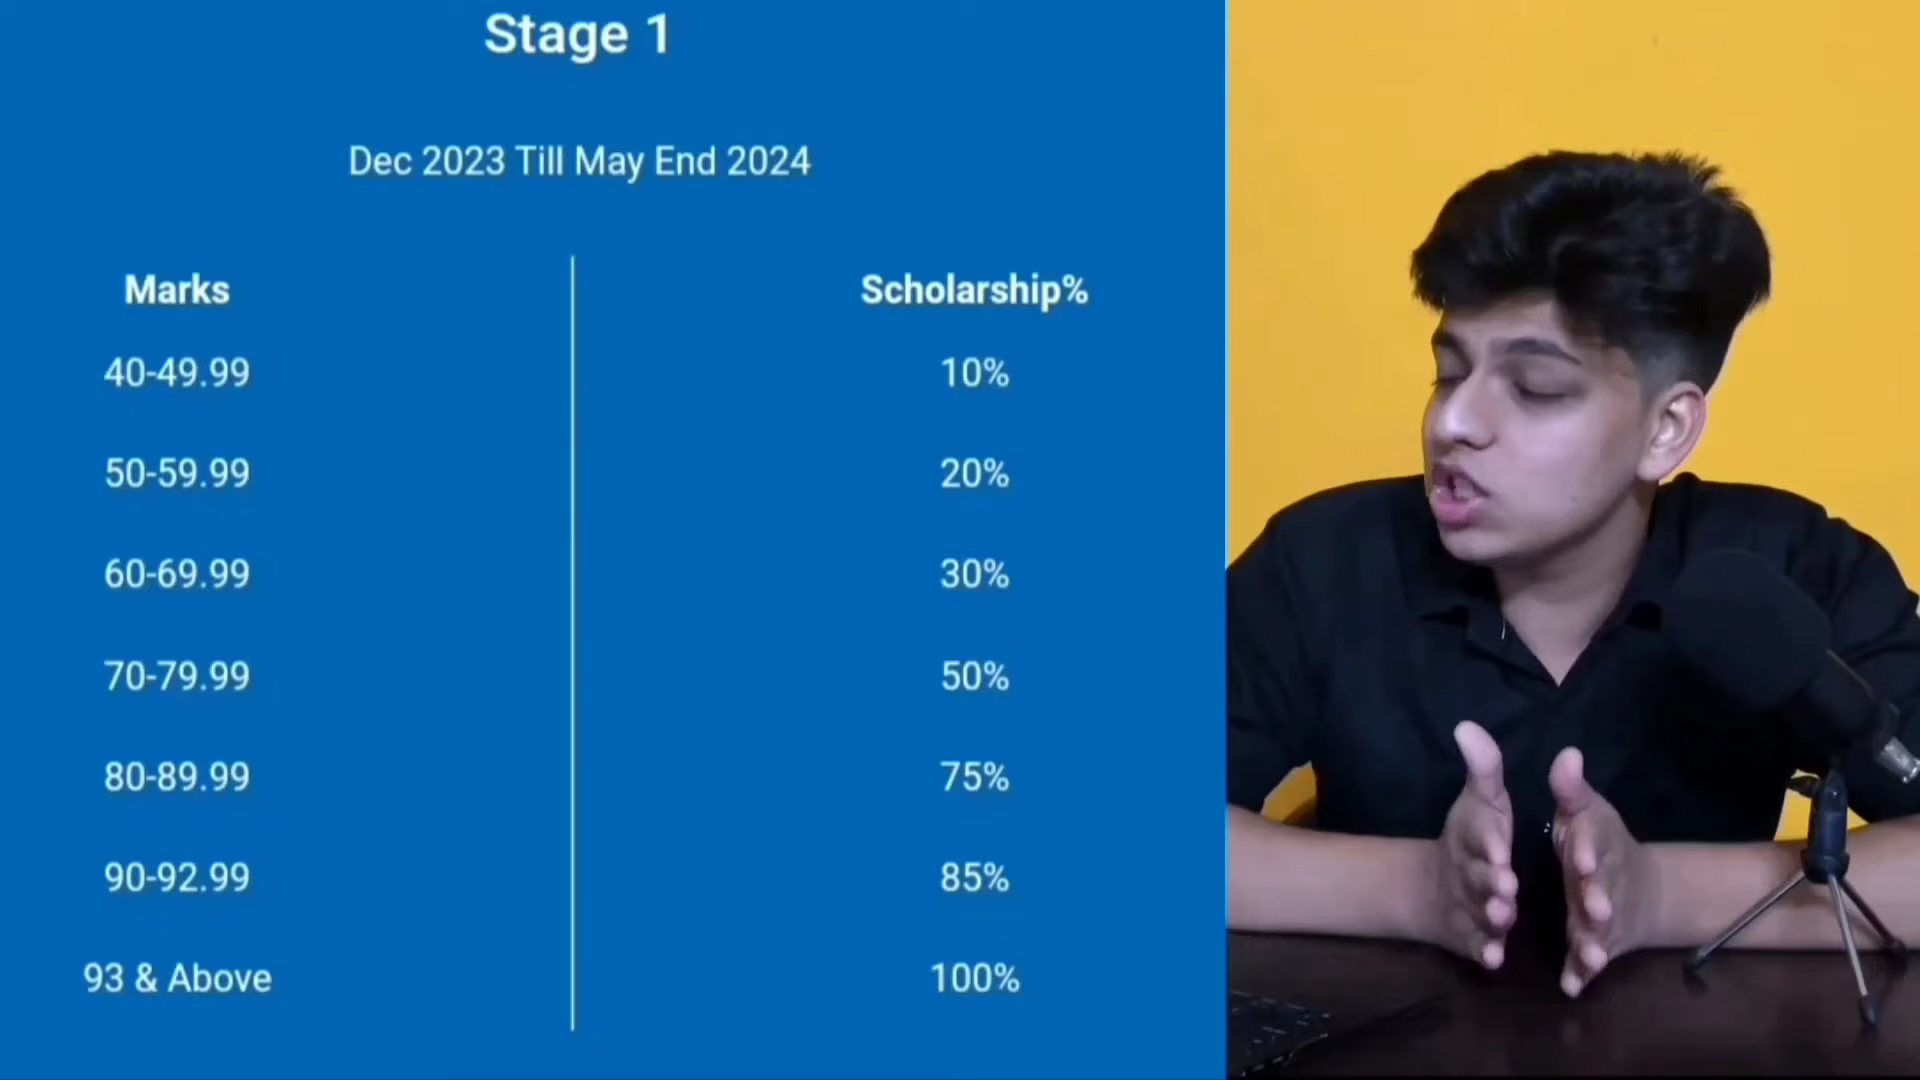 Stage 1
Dec 2023 Till May End 2024
Marks Scholarship%
40-49.99 10%
50-59.99 20%
60-69.99 30%
70-79.99 50%
80-89.99 75%
90-92.99 85%
93 & Above 100%